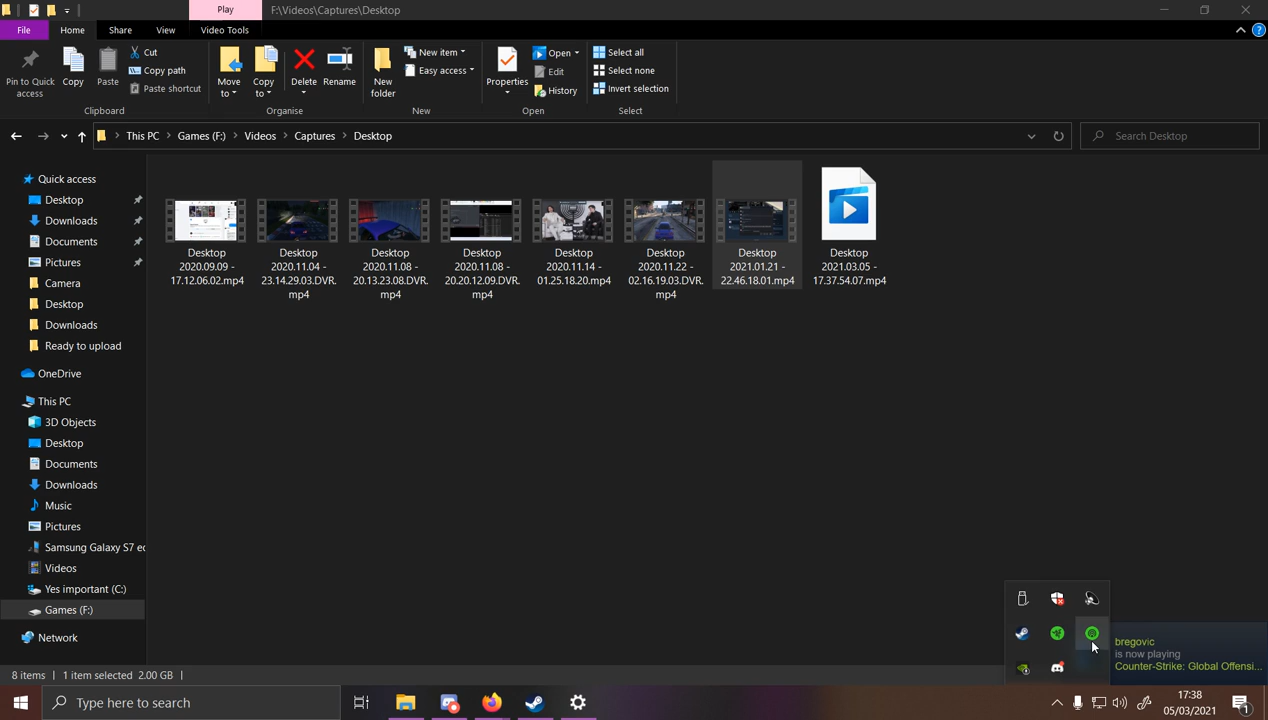 Play
F:\Videos\Captures\Desktop
File
Home
Share
View
Video Tools
Pin to Quick
access
Copy
Paste
Cut
Copy path
Paste shortcut
Clipboard
Move
to
Copy
to
Delete
Rename
Organise
New
folder
New item
Easy access
New
Properties
Open
Edit
History
Open
Select all
Select none
Invert selection
Select
This PC
Games (F:)
Videos
Captures
Desktop
Search Desktop
Quick access
Desktop
Downloads
Documents
Pictures
Camera
Desktop
Downloads
Ready to upload
OneDrive
This PC
3D Objects
Desktop
Documents
Downloads
Music
Pictures
Samsung Galaxy S7 ed
Videos
Yes important (C:)
Games (F:)
Network
Desktop
2020.09.09 -
17.12.06.02.mp4
Desktop
2020.11.04 -
23.14.29.03.DVR.
mp4
Desktop
2020.11.08 -
20.13.23.08.DVR.
mp4
Desktop
2020.11.08 -
20.20.12.09.DVR.
mp4
Desktop
2020.11.14 -
01.25.18.20.mp4
Desktop
2020.11.22 -
02.16.19.03.DVR.
mp4
Desktop
2021.01.21 -
22.46.18.01.mp4
Desktop
2021.03.05 -
17.37.54.07.mp4
bregovic
is now playing
Counter-Strike: Global Offensi...
8 items
1 item selected 2.00 GB
Type here to search
17:38
05/03/2021
1